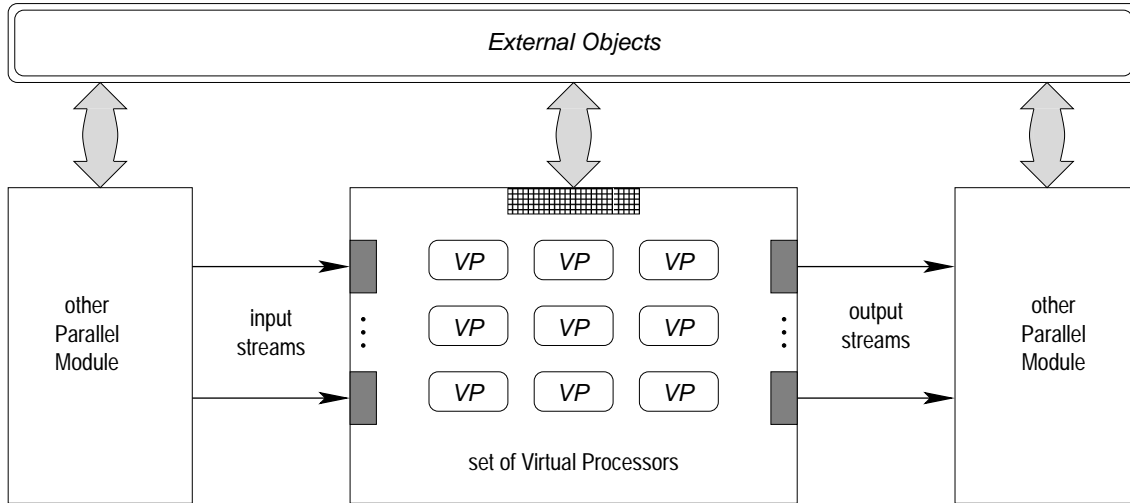 External Objects
other
Parallel
Module
input
streams
VP VP VP
VP VP VP
VP VP VP
set of Virtual Processors
output
streams
other
Parallel
Module